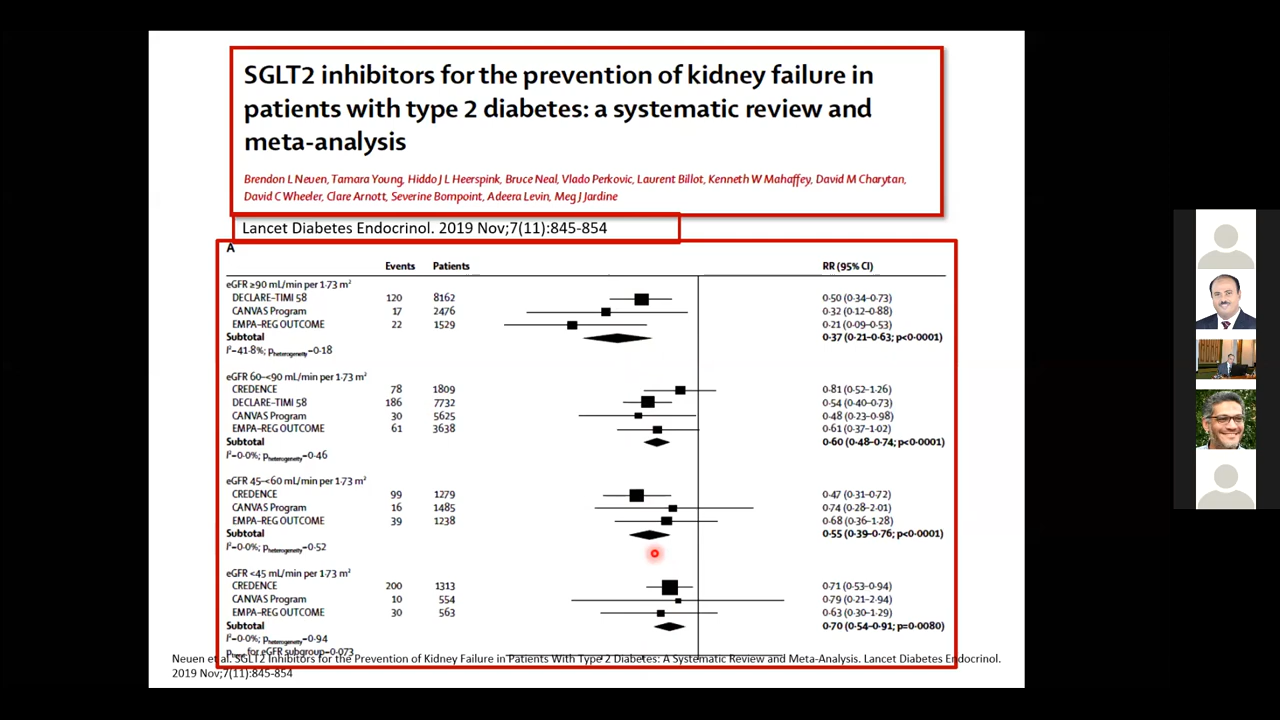 SGLT2 inhibitors for the prevention of kidney failure in
patients with type 2 diabetes: a systematic review and
meta-analysis
Brendon L Neuen, Tamara Young, Hiddo J L Heerspink, Bruce Neal, Vlado Perkovic, Laurent Billot, Kenneth W Mahaffey, David M Charytan,
David C Wheeler, Clare Arnott, Severine Bompoint, Adeera Levin, Meg J Jardine
Lancet Diabetes Endocrinol. 2019 Nov;7(11):845-854
A
Events Patients RR (95% CI)
eGFR ≥90 mL/min per 1·73 m²
DECLARE–TIMI 58 120 8162 0·50 (0·34–0·73)
CANVAS Program 17 2476 0·32 (0·12–0·88)
EMPA-REG OUTCOME 22 1529 0·21 (0·09–0·53)
Subtotal 0·37 (0·21–0·63; p<0·0001)
I²=41·8%; pheterogeneity=0·18
eGFR 60–<90 mL/min per 1·73 m²
CREDENCE 78 1809 0·81 (0·52–1·26)
DECLARE–TIMI 58 186 7732 0·54 (0·40–0·73)
CANVAS Program 30 5625 0·48 (0·23–0·98)
EMPA-REG OUTCOME 61 3638 0·61 (0·37–1·02)
Subtotal 0·60 (0·48–0·74; p<0·0001)
I²=0·0%; pheterogeneity=0·46
eGFR 45–<60 mL/min per 1·73 m²
CREDENCE 99 1279 0·47 (0·31–0·72)
CANVAS Program 16 1485 0·74 (0·28–2·01)
EMPA-REG OUTCOME 39 1238 0·68 (0·36–1·28)
Subtotal 0·55 (0·39–0·76; p<0·0001)
I²=0·0%; pheterogeneity=0·52
eGFR <45 mL/min per 1·73 m²
CREDENCE 200 1313 0·71 (0·53–0·94)
CANVAS Program 10 554 0·79 (0·21–2·94)
EMPA-REG OUTCOME 30 563 0·63 (0·30–1·29)
Subtotal 0·70 (0·54–0·91; p=0·0080)
I²=0·0%; pheterogeneity=0·94
for eGFR subgroup=0·073
Neuen et al. SGLT2 Inhibitors for the Prevention of Kidney Failure in Patients With Type 2 Diabetes: A Systematic Review and Meta-Analysis. Lancet Diabetes Endocrinol.
2019 Nov;7(11):845-854